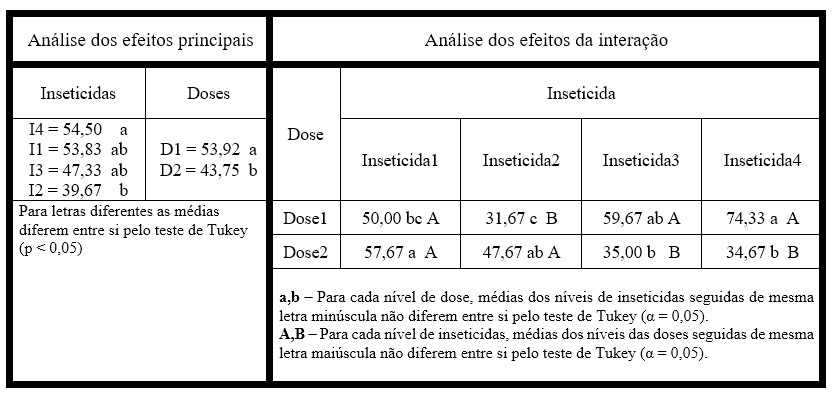 Análise dos efeitos principais
Análise dos efeitos da interação
Inseticidas
Doses
I4 = 54,50 a
I1 = 53,83 ab
I3 = 47,33 ab
I2 = 39,67 b
D1 = 53,92 a
D2 = 43,75 b
Para letras diferentes as médias
diferem entre si pelo teste de Tukey
(p < 0,05)
Dose
Inseticida
Inseticida1
Inseticida2
Inseticida3
Inseticida4
Dose1 50,00 bc A 31,67 c B 59,67 ab A 74,33 a A
Dose2 57,67 a A 47,67 ab A 35,00 b B 34,67 b B
a,b – Para cada nível de dose, médias dos níveis de inseticidas seguidas de mesma
letra minúscula não diferem entre si pelo teste de Tukey (α = 0,05).
A,B – Para cada nível de inseticidas, médias dos níveis das doses seguidas de mesma
letra maiúscula não diferem entre si pelo teste de Tukey (α = 0,05).